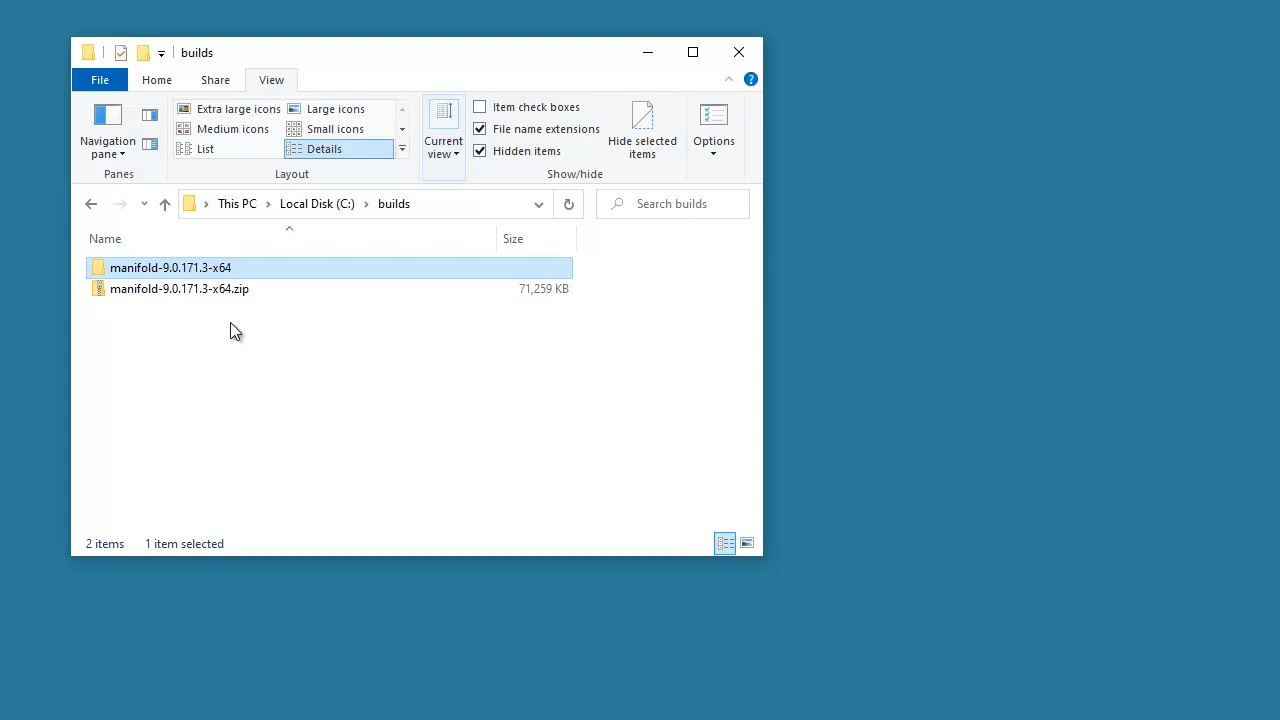 builds
File Home Share View
Navigation pane
Extra large icons Large icons
Medium icons Small icons
List Details
Current view
Item check boxes
File name extensions
Hidden items
Hide selected items
Options
Panes Layout Show/hide
This PC Local Disk (C:) builds Search builds
Name Size
manifold-9.0.171.3-x64
manifold-9.0.171.3-x64.zip 71,259 KB
2 items 1 item selected